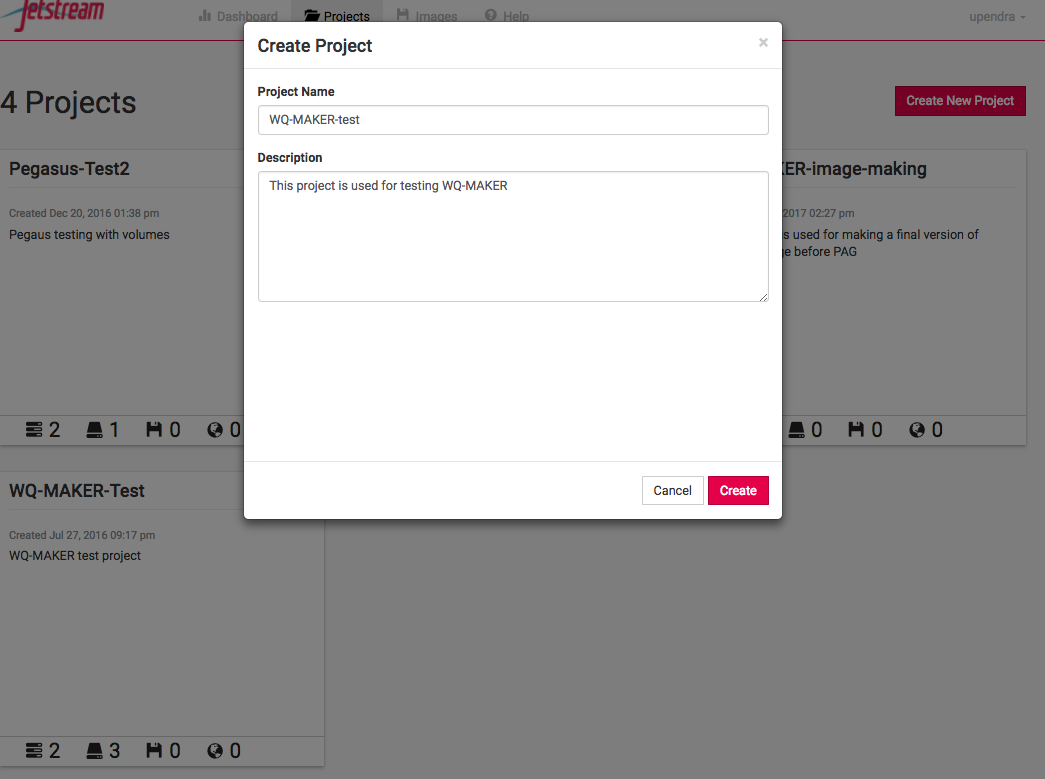 Jetstream
Dashboard
Projects
Images
Help
upendra
4 Projects
Create New Project
Pegasus-Test2
Created Dec 20, 2016 01:38 pm
Pegaus testing with volumes
2 1 0 0
KER-image-making
2017 02:27 pm
s used for making a final version of
ge before PAG
0 0 0
WQ-MAKER-Test
Created Jul 27, 2016 09:17 pm
WQ-MAKER test project
2 3 0 0
Create Project
×
Project Name
WQ-MAKER-test
Description
This project is used for testing WQ-MAKER
Cancel
Create